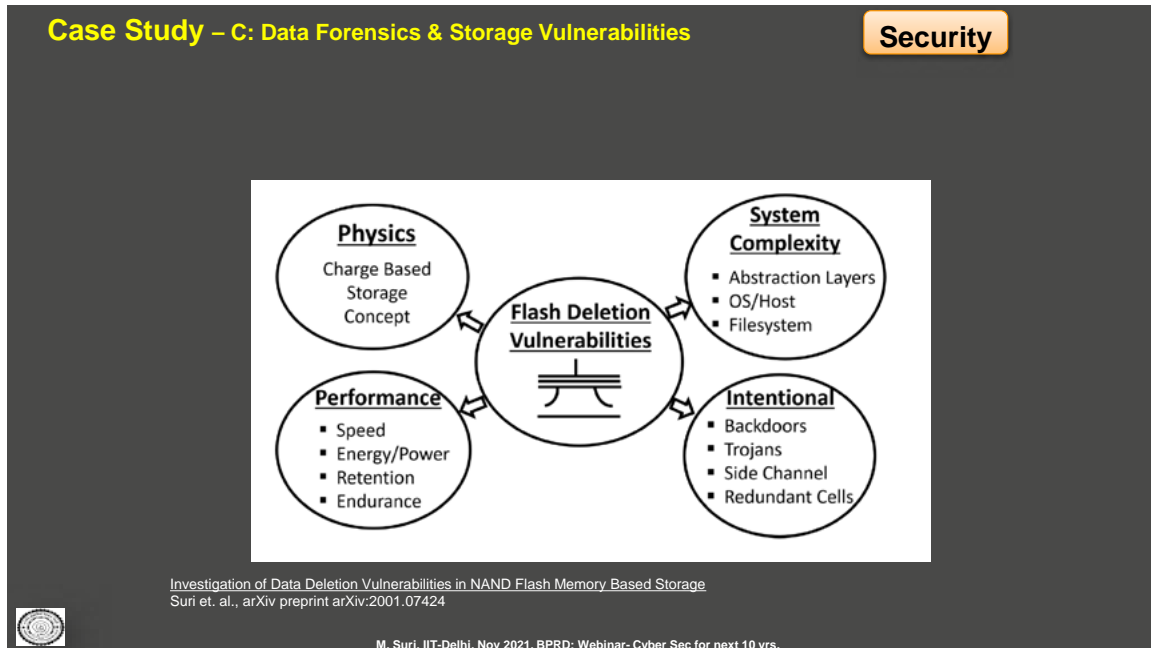 Case Study – C: Data Forensics & Storage Vulnerabilities
Security
Physics
Charge Based
Storage
Concept
System
Complexity
▪ Abstraction Layers
▪ OS/Host
▪ Filesystem
Flash Deletion
Vulnerabilities
Performance
▪ Speed
▪ Energy/Power
▪ Retention
▪ Endurance
Intentional
▪ Backdoors
▪ Trojans
▪ Side Channel
▪ Redundant Cells
Investigation of Data Deletion Vulnerabilities in NAND Flash Memory Based Storage
Suri et. al., arXiv preprint arXiv:2001.07424
M. Suri, IIT-Delhi, Nov 2021, BPRD: Webinar- Cyber Sec for next 10 yrs.